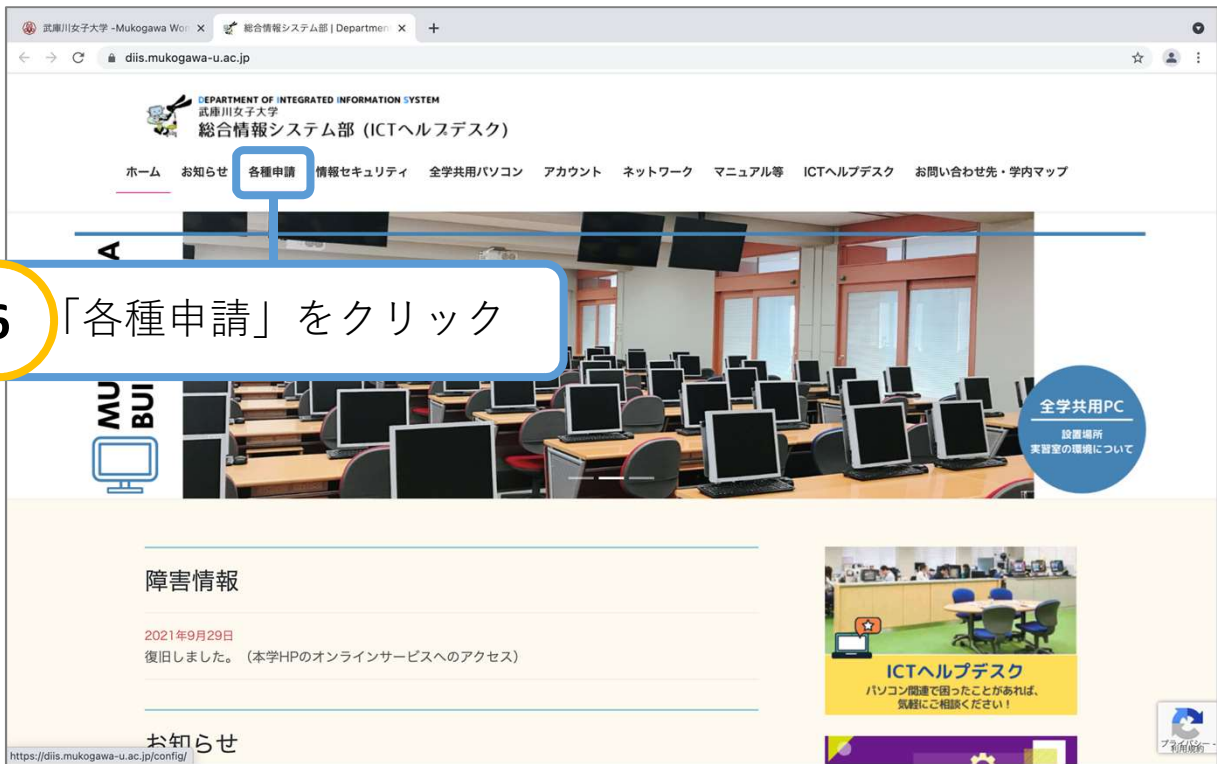 武庫川女子大学 -Mukogawa Wor
総合情報システム部 | Departmen
diis.mukogawa-u.ac.jp
DEPARTMENT OF INTEGRATED INFORMATION SYSTEM
武庫川女子大学
総合情報システム部 (ICTヘルプデスク)
ホーム お知らせ 各種申請 情報セキュリティ 全学共用パソコン アカウント ネットワーク マニュアル等 ICTヘルプデスク お問い合わせ先・学内マップ
A
6
「各種申請」をクリック
MU
BUI
全学共用PC
設置場所
実習室の環境について
障害情報
2021年9月29日
復旧しました。（本学HPのオンラインサービスへのアクセス）
ICTヘルプデスク
パソコン関連で困ったことがあれば、
気軽にご相談ください！
お知らせ
https://diis.mukogawa-u.ac.jp/config/
プライバシー -
利用規約